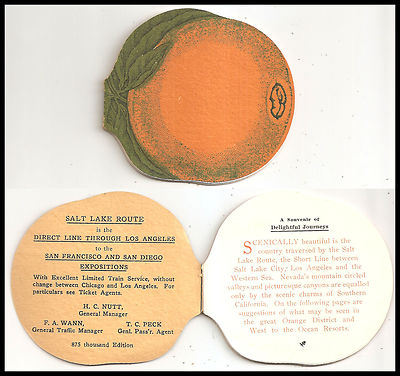 SALT LAKE ROUTE
is the
DIRECT LINE THROUGH LOS ANGELES
to the
SAN FRANCISCO AND SAN DIEGO
EXPOSITIONS
With Excellent Limited Train Service, without
change between Chicago and Los Angeles. For
particulars see Ticket Agents.
H. C. NUTT,
General Manager
F. A. WANN,
General Traffic Manager
T. C. PECK
Genl. Pass'r. Agent
875 thousand Edition
A Souvenir of
Delightful Journeys
SCENICALLY beautiful is the
country traversed by the Salt
Lake Route, the Short Line between
Salt Lake City, Los Angeles and the
Western Sea. Nevada's mountain circled
valleys and picturesque canyons are equalled
only by the scenic charms of Southern
California. On the following pages are
suggestions of what may be seen in
the great Orange District and
West to the Ocean Resorts.